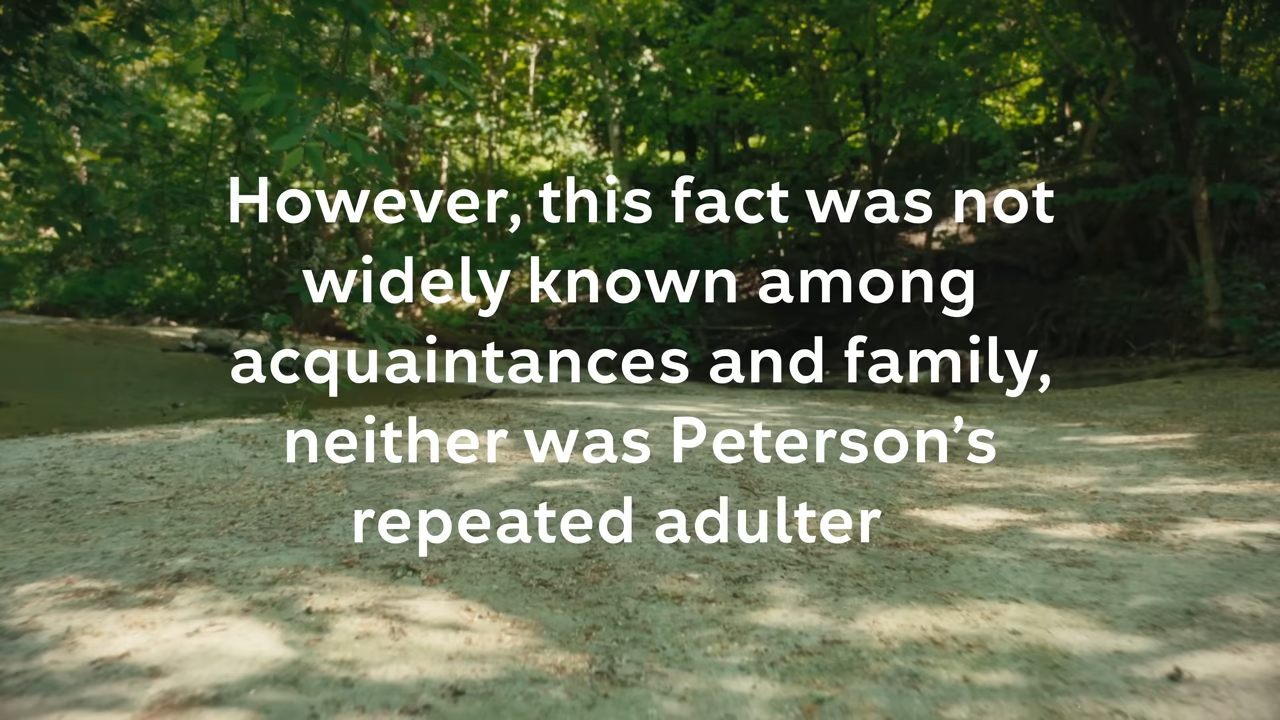 However, this fact was not
widely known among
acquaintances and family,
neither was Peterson’s
repeated adulter